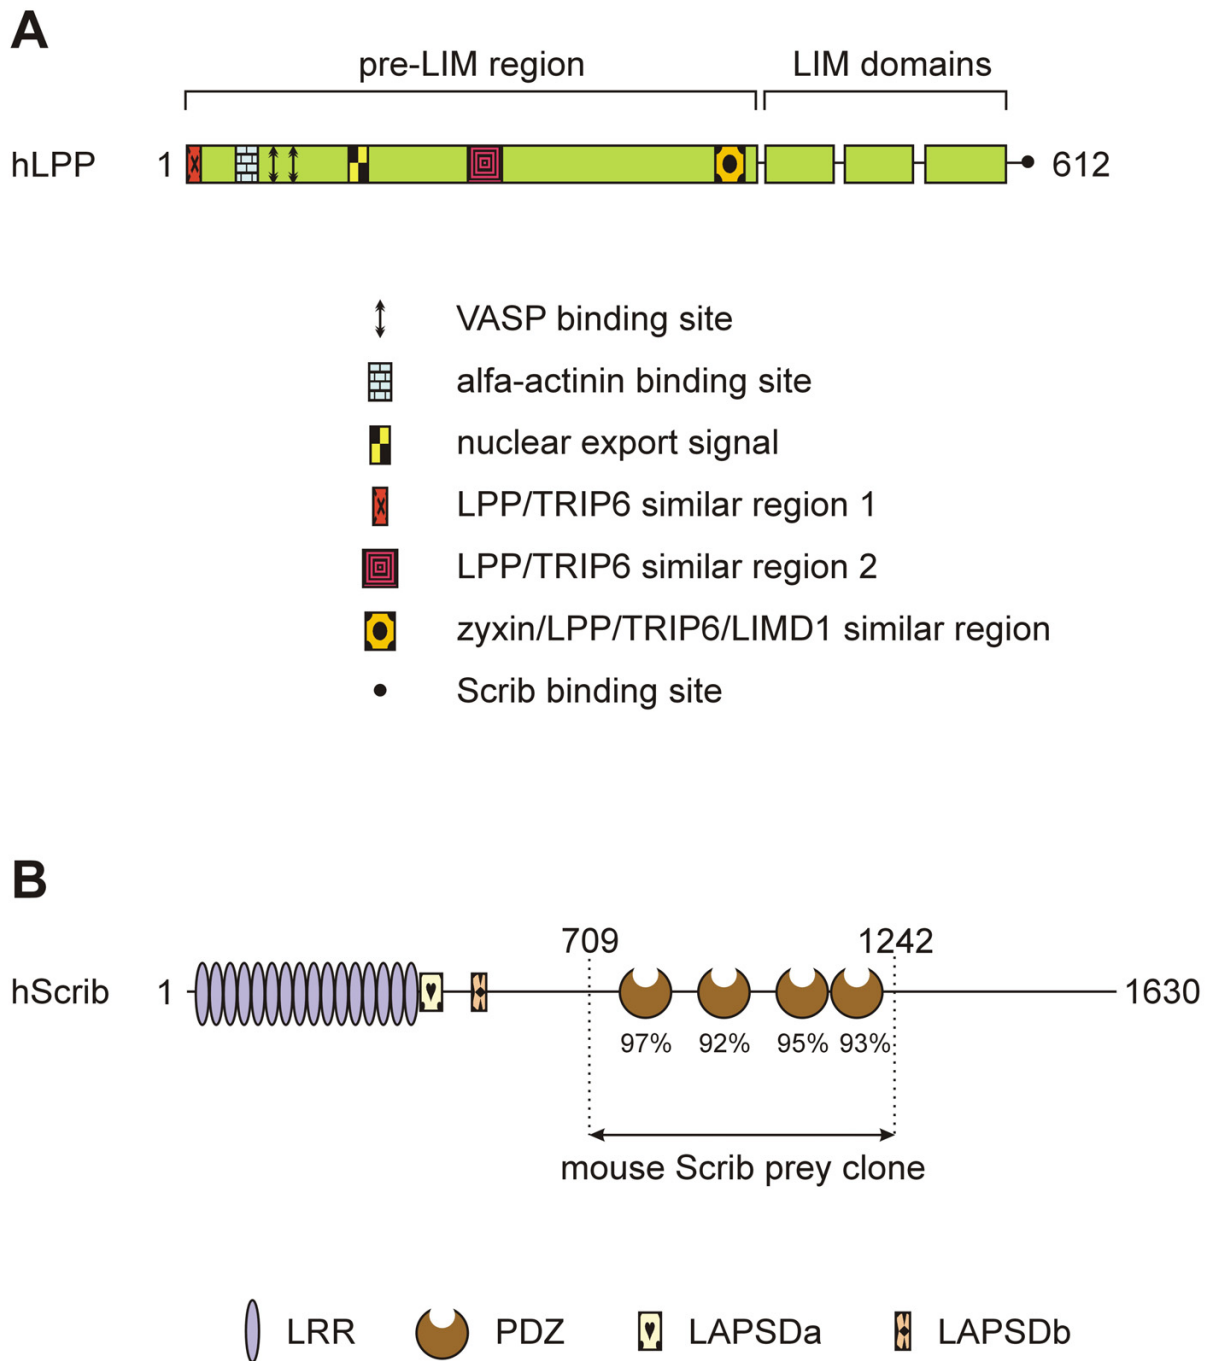 A
pre-LIM region LIM domains
hLPP 1 612
VASP binding site
alfa-actinin binding site
nuclear export signal
LPP/TRIP6 similar region 1
LPP/TRIP6 similar region 2
zyxin/LPP/TRIP6/LIMD1 similar region
Scrib binding site
B
709 1242
hScrib 1 1630
97% 92% 95% 93%
mouse Scrib prey clone
LRR PDZ LAPSDa LAPSDb